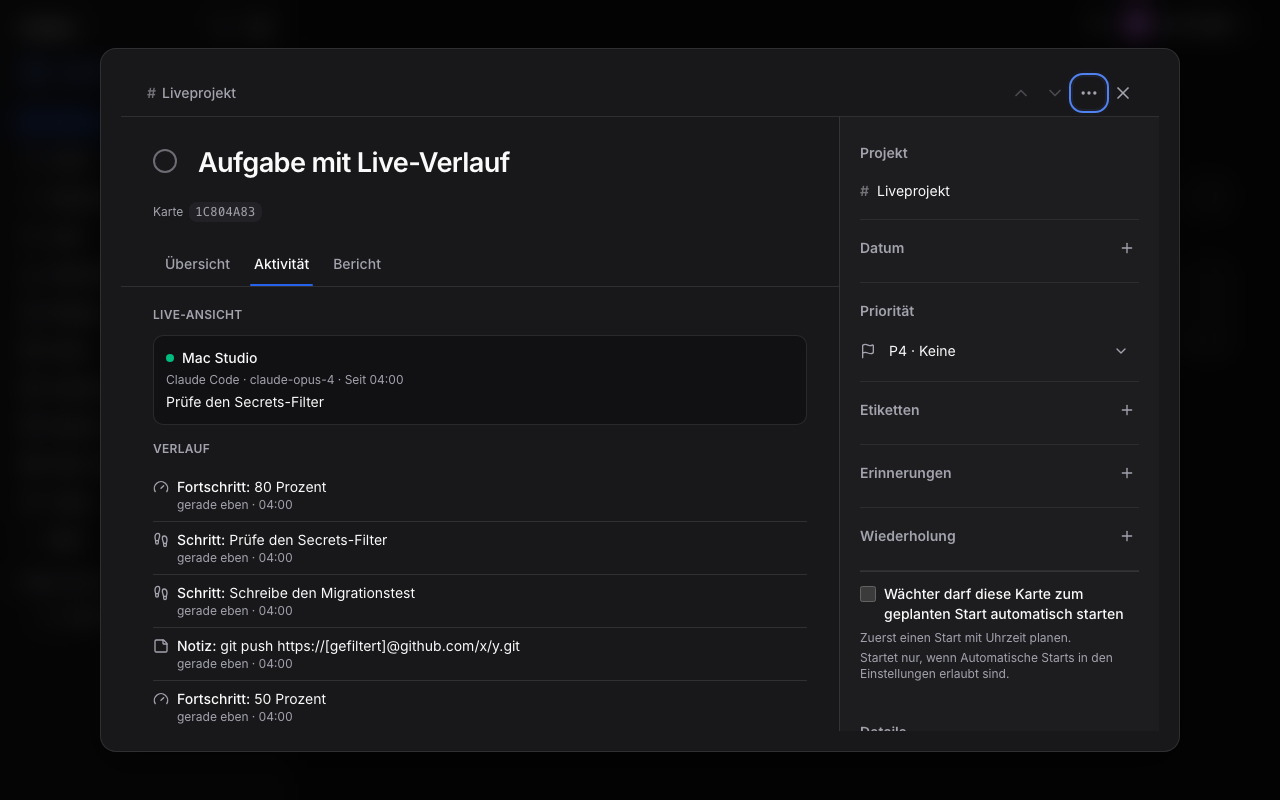 # Liveprojekt
Aufgabe mit Live-Verlauf
Karte 1C804A83
Übersicht Aktivität Bericht
LIVE-ANSICHT
Mac Studio
Claude Code · claude-opus-4 · Seit 04:00
Prüfe den Secrets-Filter
VERLAUF
Fortschritt: 80 Prozent
gerade eben · 04:00
Schritt: Prüfe den Secrets-Filter
gerade eben · 04:00
Schritt: Schreibe den Migrationstest
gerade eben · 04:00
Notiz: git push https://[gefiltert]@github.com/x/y.git
gerade eben · 04:00
Fortschritt: 50 Prozent
gerade eben · 04:00
Projekt
# Liveprojekt
Datum
Priorität
P4 · Keine
Etiketten
Erinnerungen
Wiederholung
Wächter darf diese Karte zum
geplanten Start automatisch starten
Zuerst einen Start mit Uhrzeit planen.
Startet nur, wenn Automatische Starts in den
Einstellungen erlaubt sind.
Details